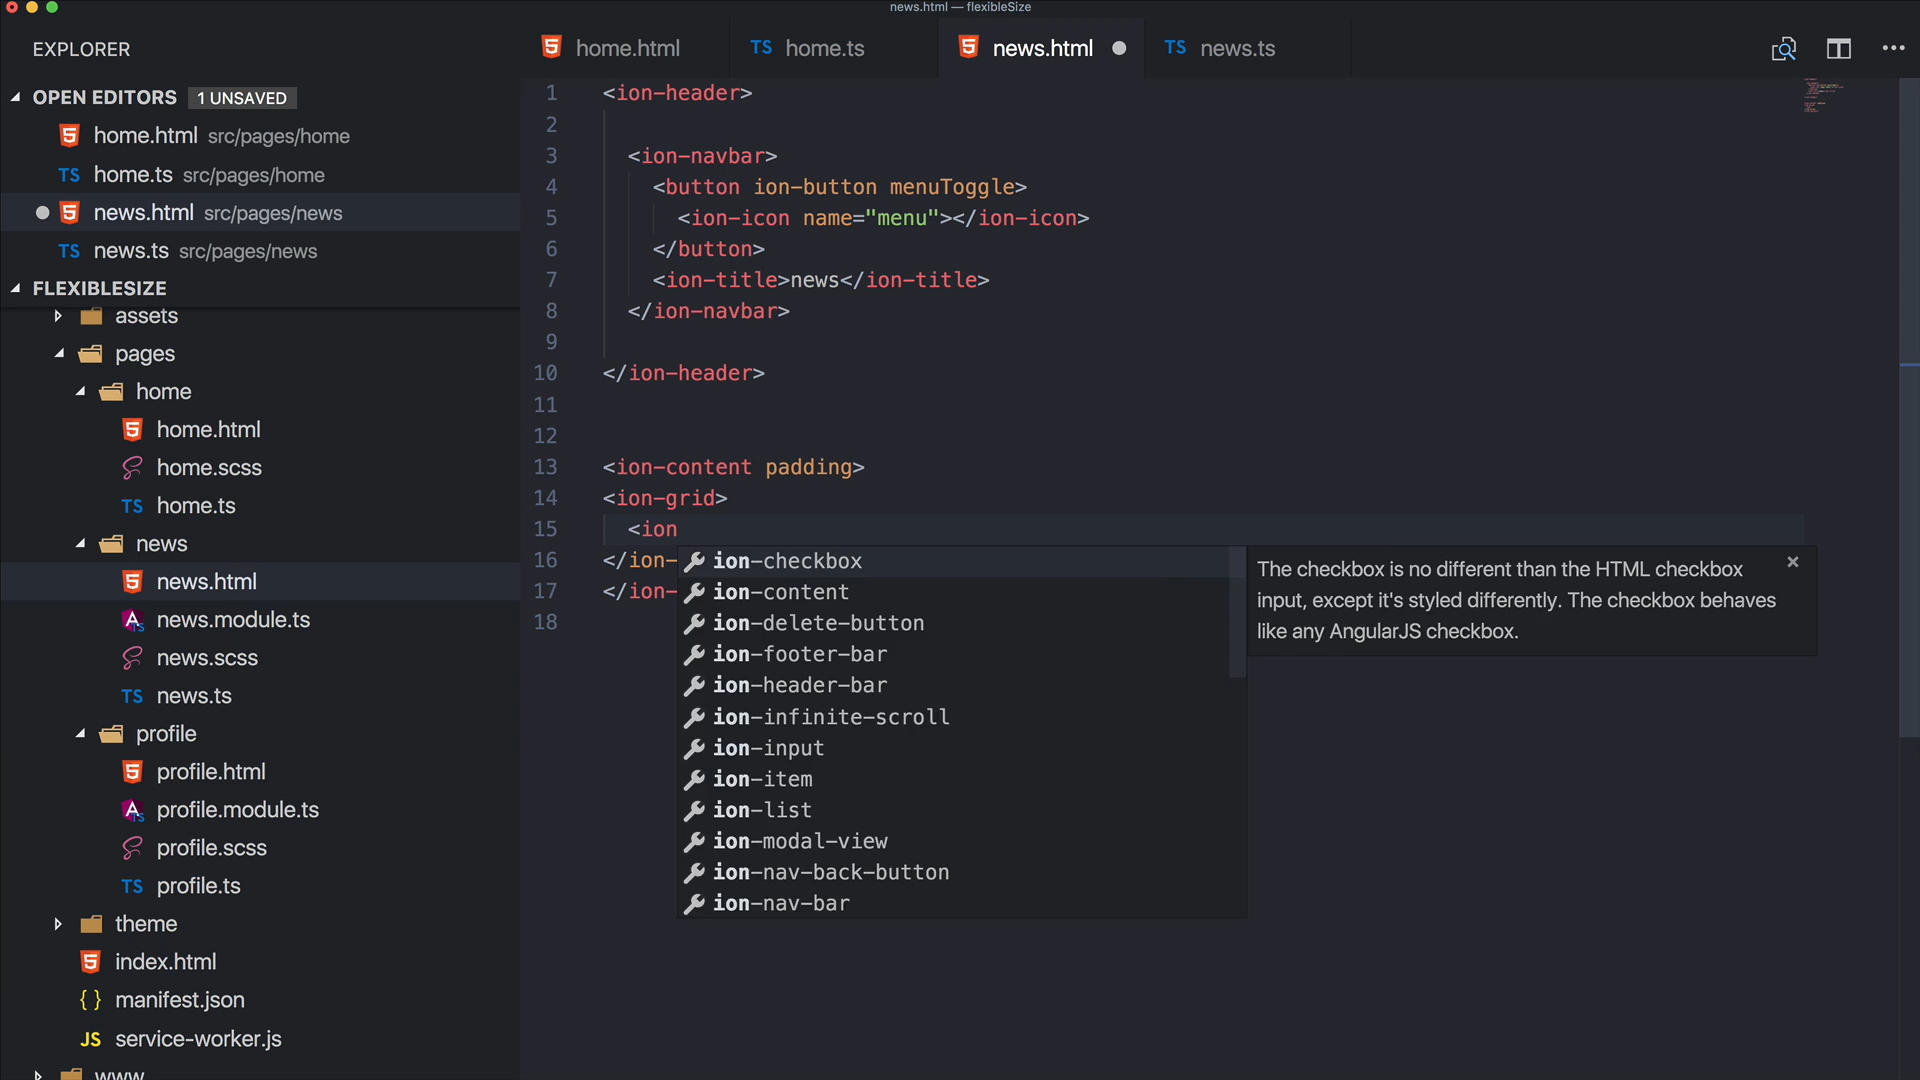 news.html — flexibleSize
EXPLORER
OPEN EDITORS 1 UNSAVED
home.html src/pages/home
TS home.ts src/pages/home
news.html src/pages/news
TS news.ts src/pages/news
FLEXIBLESIZE
assets
pages
home
home.html
home.scss
TS home.ts
news
news.html
news.module.ts
news.scss
TS news.ts
profile
profile.html
profile.module.ts
profile.scss
TS profile.ts
theme
index.html
{ } manifest.json
JS service-worker.js
www
home.html
TS home.ts
news.html
TS news.ts
1 <ion-header>
2
3 <ion-navbar>
4 <button ion-button menuToggle>
5 <ion-icon name="menu"></ion-icon>
6 </button>
7 <ion-title>news</ion-title>
8 </ion-navbar>
9
10 </ion-header>
11
12
13 <ion-content padding>
14 <ion-grid>
15 <ion
16 </ion-
17 </ion-
18
ion-checkbox
ion-content
ion-delete-button
ion-footer-bar
ion-header-bar
ion-infinite-scroll
ion-input
ion-item
ion-list
ion-modal-view
ion-nav-back-button
ion-nav-bar
The checkbox is no different than the HTML checkbox
input, except it's styled differently. The checkbox behaves
like any AngularJS checkbox.